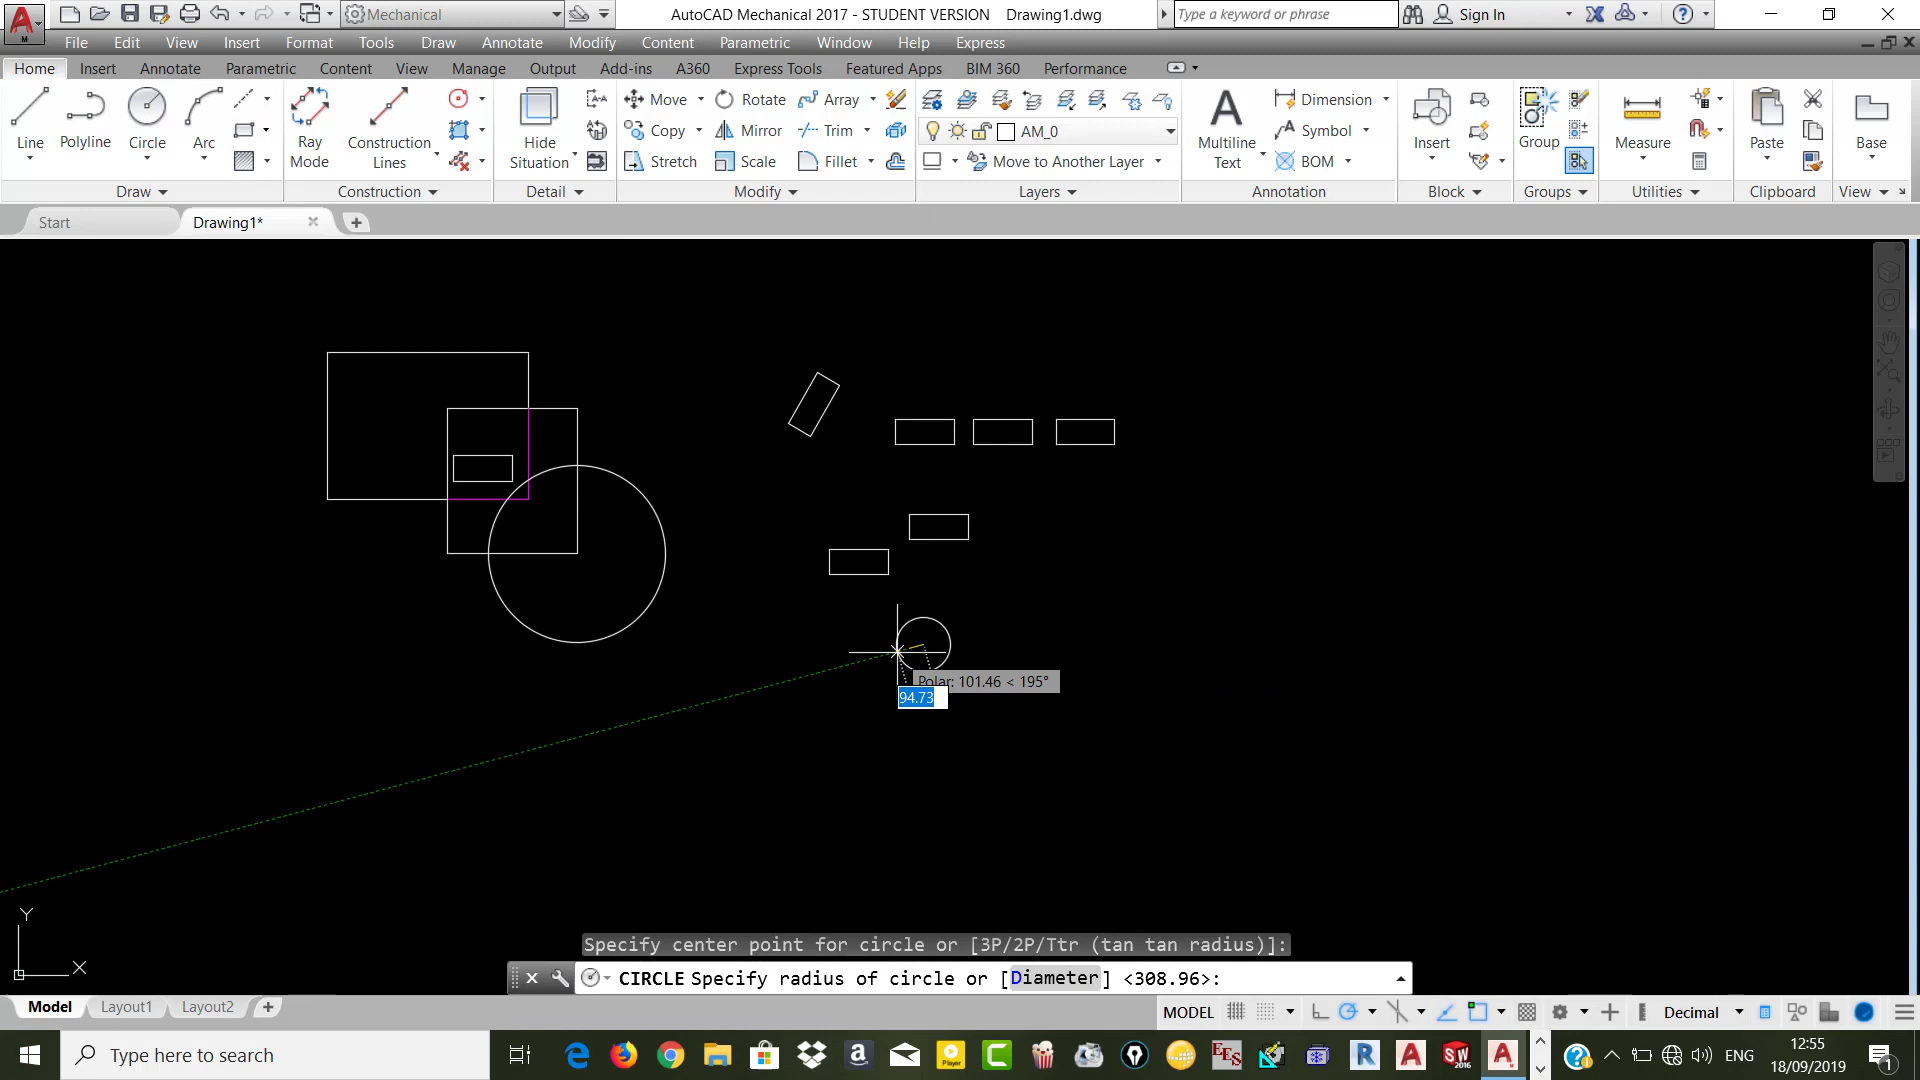 M
Mechanical
AutoCAD Mechanical 2017 - STUDENT VERSION Drawing1.dwg
Type a keyword or phrase
Sign In
File Edit View Insert Format Tools Draw Annotate Modify Content Parametric Window Help Express
Home Insert Annotate Parametric Content View Manage Output Add-ins A360 Express Tools Featured Apps BIM 360 Performance
Line
Polyline
Circle
Arc
Ray
Mode
Construction
Lines
Hide
Situation
Move Rotate Array
Copy Mirror Trim
Stretch Scale Fillet
AM_0
Move to Another Layer
Multiline
Text
Dimension
Symbol
BOM
Insert
Group
Measure
Paste
Base
Draw Construction Detail Modify Layers Annotation Block Groups Utilities Clipboard View
Start Drawing1*
Polar: 101.46 < 195°
94.73
Y
X
Specify center point for circle or [3P/2P/Ttr (tan tan radius)]:
CIRCLE Specify radius of circle or [Diameter] <308.96>:
Model Layout1 Layout2
MODEL
Decimal
Type here to search
Player
EES
SW
2016
ENG
12:55
18/09/2019
1